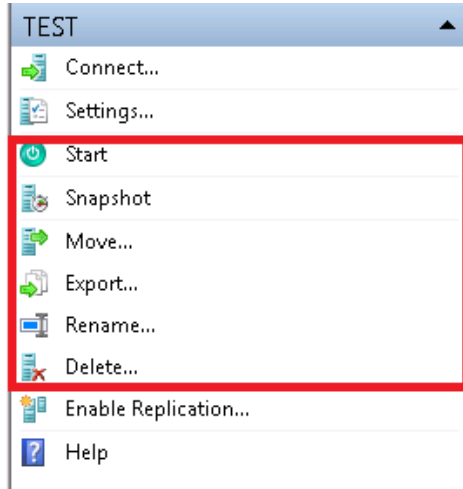 TEST
Connect...
Settings...
Start
Snapshot
Move...
Export...
Rename...
Delete...
Enable Replication...
Help